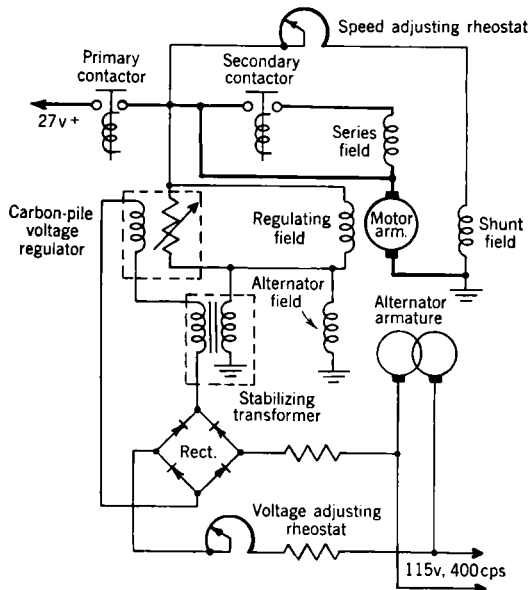 Speed adjusting rheostat
Primary
contactor
Secondary
contactor
27v+
Series
field
Carbon-pile
voltage
regulator
Regulating
field
Motor
arm.
Shunt
field
Alternator
field
Alternator
armature
Stabilizing
transformer
Rect.
Voltage adjusting
rheostat
115v, 400cps